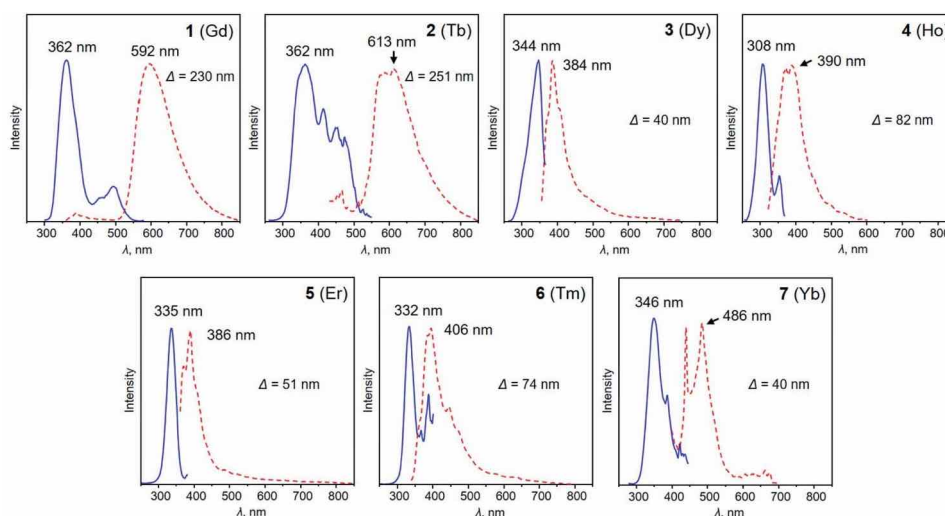 1 (Gd)
362 nm
592 nm
Δ = 230 nm
Intensity
300 400 500 600 700 800
λ, nm
2 (Tb)
362 nm
613 nm
Δ = 251 nm
Intensity
300 400 500 600 700 800
λ, nm
3 (Dy)
344 nm
384 nm
Δ = 40 nm
Intensity
300 400 500 600 700 800
λ, nm
4 (Ho)
308 nm
390 nm
Δ = 82 nm
Intensity
300 400 500 600 700 800
λ, nm
5 (Er)
335 nm
386 nm
Δ = 51 nm
Intensity
300 400 500 600 700 800
λ, nm
6 (Tm)
332 nm
406 nm
Δ = 74 nm
Intensity
300 400 500 600 700 800
λ, nm
7 (Yb)
346 nm
486 nm
Δ = 40 nm
Intensity
300 400 500 600 700 800
λ, nm